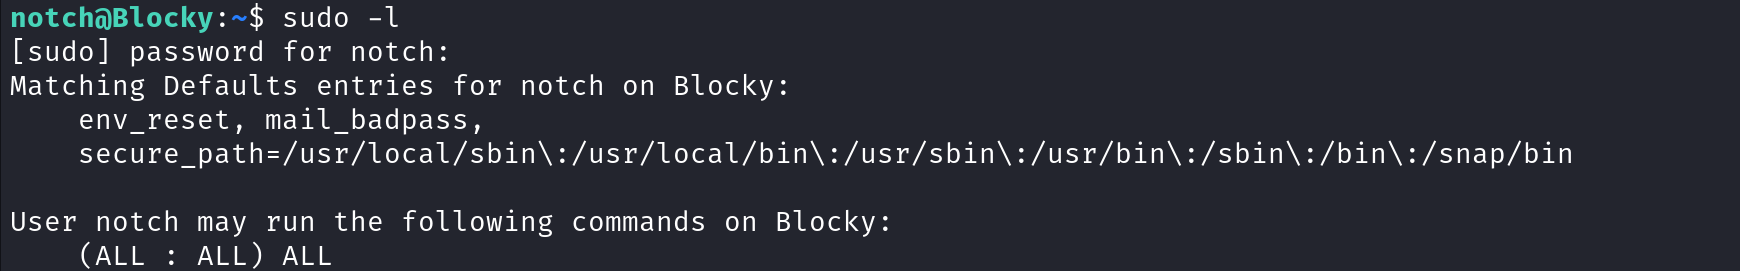 notch@Blocky:~$ sudo -l
[sudo] password for notch:
Matching Defaults entries for notch on Blocky:
    env_reset, mail_badpass,
    secure_path=/usr/local/sbin\:/usr/local/bin\:/usr/sbin\:/usr/bin\:/sbin\:/bin\:/snap/bin

User notch may run the following commands on Blocky:
    (ALL : ALL) ALL